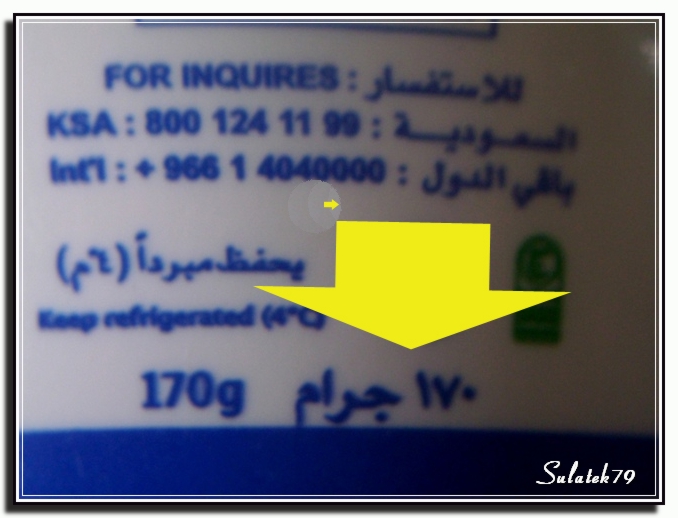 FOR INQUIRES : للاستفسار
KSA : 800 124 11 99 : السعودية
Int'l : + 966 1 4040000 : باقي الدول
يحفظ مبرداً (٤م)
Keep refrigerated (4°C)
170g ١٧٠ جرام
Sulatek79